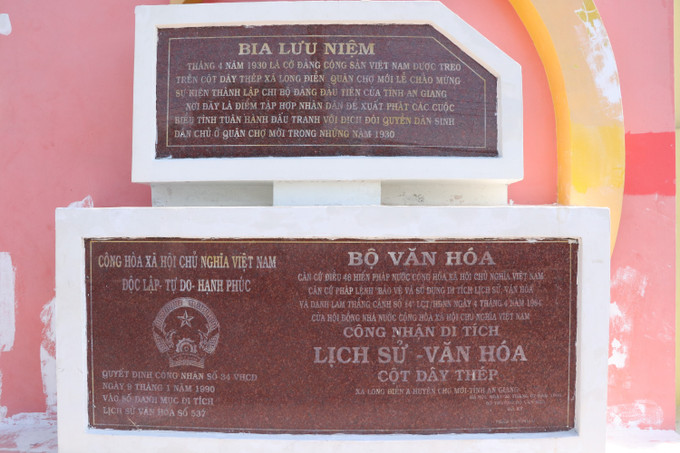 BIA LƯU NIỆM
THÁNG 4 NĂM 1930 LÁ CỜ ĐẢNG CỘNG SẢN VIỆT NAM ĐƯỢC TREO
TRÊN CỘT DÂY THÉP XÃ LONG ĐIỀN QUẬN CHỢ MỚI LỄ CHÀO MỪNG
SỰ KIỆN THÀNH LẬP CHI BỘ ĐẢNG ĐẦU TIÊN CỦA TỈNH AN GIANG
NƠI ĐÂY LÀ ĐIỂM TẬP HỢP NHÂN DÂN ĐỂ XUẤT PHÁT CÁC CUỘC
BIỂU TÌNH TUẦN HÀNH ĐẤU TRANH VỚI ĐỊCH ĐÒI QUYỀN DÂN SINH
DÂN CHỦ Ở QUẬN CHỢ MỚI TRONG NHỮNG NĂM 1930
CỘNG HÒA XÃ HỘI CHỦ NGHĨA VIỆT NAM
ĐỘC LẬP- TỰ DO- HẠNH PHÚC
QUYẾT ĐỊNH CÔNG NHẬN SỐ 34 VHCD
NGÀY 9 THÁNG 1 NĂM 1990
VÀO SỔ DANH MỤC DI TÍCH
LỊCH SỬ VĂN HÓA SỐ 537
BỘ VĂN HÓA
CĂN CỨ ĐIỀU 46 HIẾN PHÁP NƯỚC CỘNG HÒA XÃ HỘI CHỦ NGHĨA VIỆT NAM
CĂN CỨ PHÁP LỆNH BẢO VỆ VÀ SỬ DỤNG DI TÍCH LỊCH SỬ, VĂN HÓA
VÀ DANH LAM THẮNG CẢNH SỐ 14 LCT/HĐNN NGÀY 4 THÁNG 4 NĂM 1984
CỦA HỘI ĐỒNG NHÀ NƯỚC CỘNG HÒA XÃ HỘI CHỦ NGHĨA VIỆT NAM
CÔNG NHẬN DI TÍCH
LỊCH SỬ -VĂN HÓA
CỘT DÂY THÉP
XÃ LONG ĐIỀN A HUYỆN CHỢ MỚI-TỈNH AN GIANG